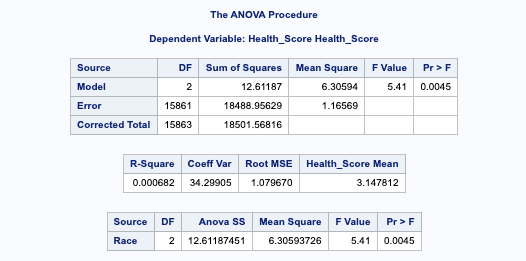 The ANOVA Procedure
Dependent Variable: Health_Score Health_Score
Source DF Sum of Squares Mean Square F Value Pr > F
Model 2 12.61187 6.30594 5.41 0.0045
Error 15861 18488.95629 1.16569
Corrected Total 15863 18501.56816
R-Square Coeff Var Root MSE Health_Score Mean
0.000682 34.29905 1.079670 3.147812
Source DF Anova SS Mean Square F Value Pr > F
Race 2 12.61187451 6.30593726 5.41 0.0045